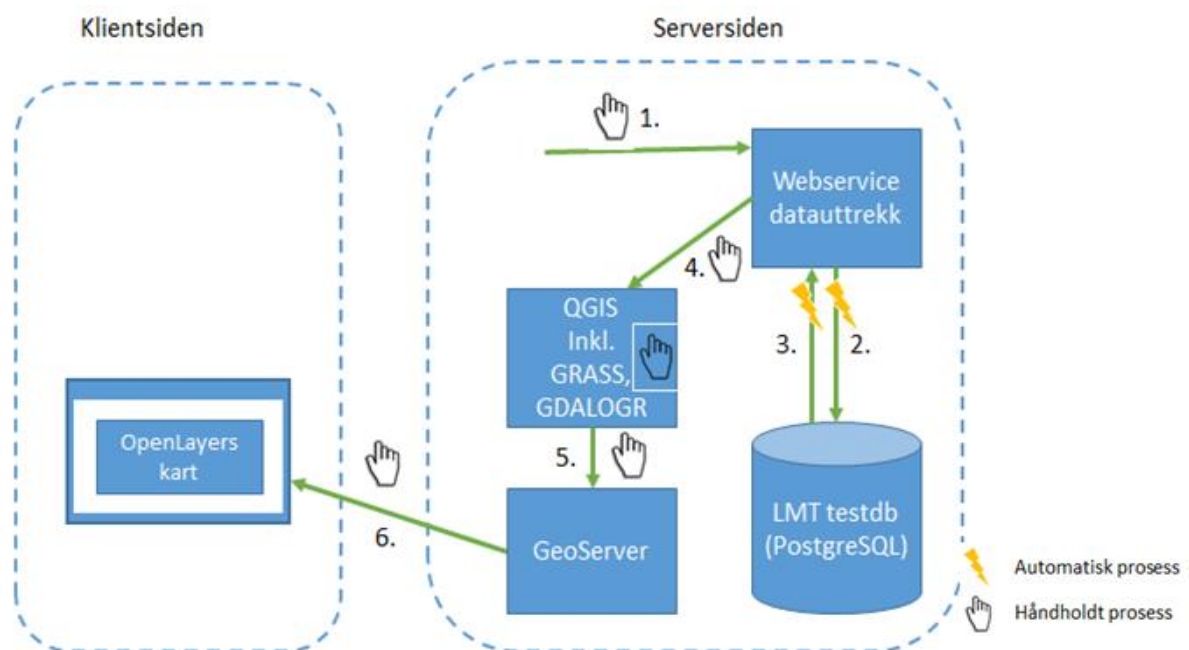 Klientsiden
Serversiden
1.
Webservice
datauttrekk
4.
QGIS
Inkl.
GRASS,
GDALOGR
3.
2.
OpenLayers
kart
5.
6.
GeoServer
LMT testdb
(PostgreSQL)
Automatisk prosess
Håndholdt prosess